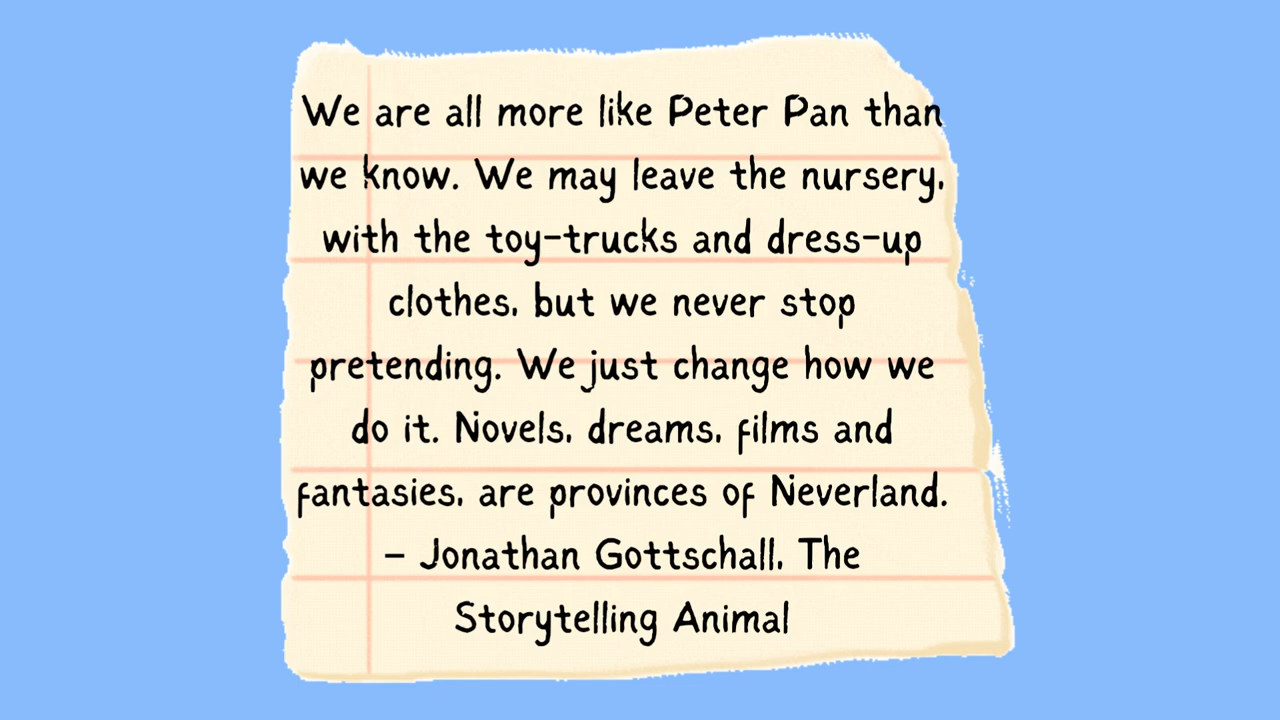 We are all more like Peter Pan than
we know. We may leave the nursery,
with the toy-trucks and dress-up
clothes, but we never stop
pretending. We just change how we
do it. Novels, dreams, films and
fantasies, are provinces of Neverland.
– Jonathan Gottschall, The
Storytelling Animal